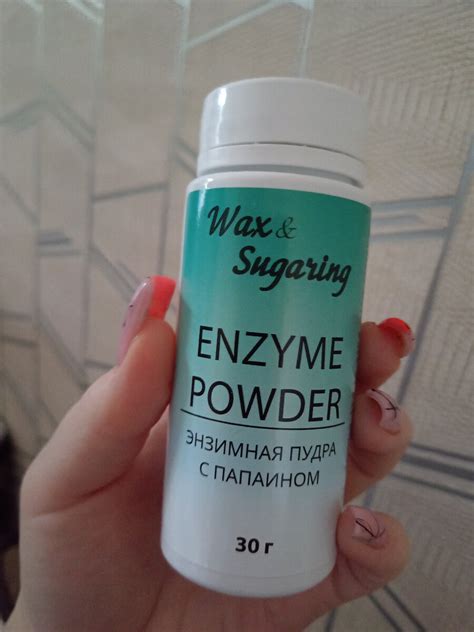 Wax &
Sugaring
ENZYME
POWDER
ЭНЗИМНАЯ ПУДРА
С ПАПАИНОМ
30 г